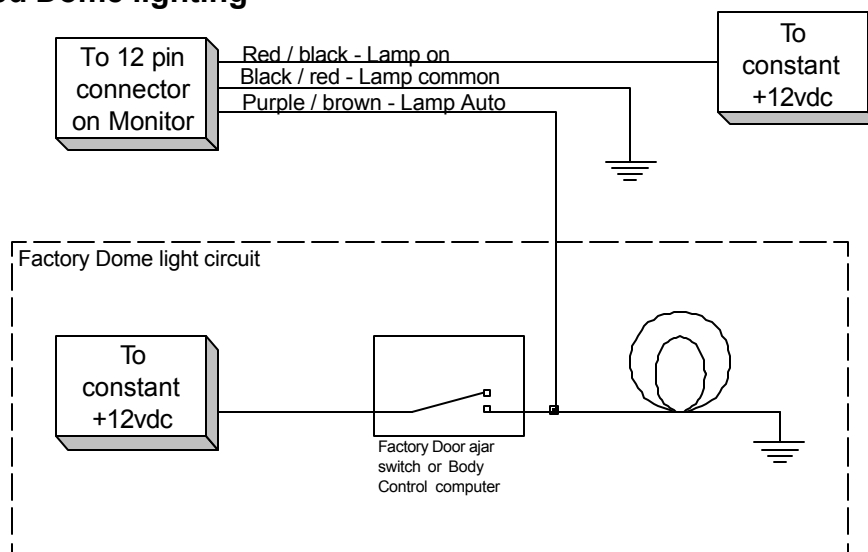 Dome lighting
To 12 pin
connector
on Monitor
Red / black - Lamp on
Black / red - Lamp common
Purple / brown - Lamp Auto
To
constant
+12vdc
Factory Dome light circuit
To
constant
+12vdc
Factory Door ajar
switch or Body
Control computer